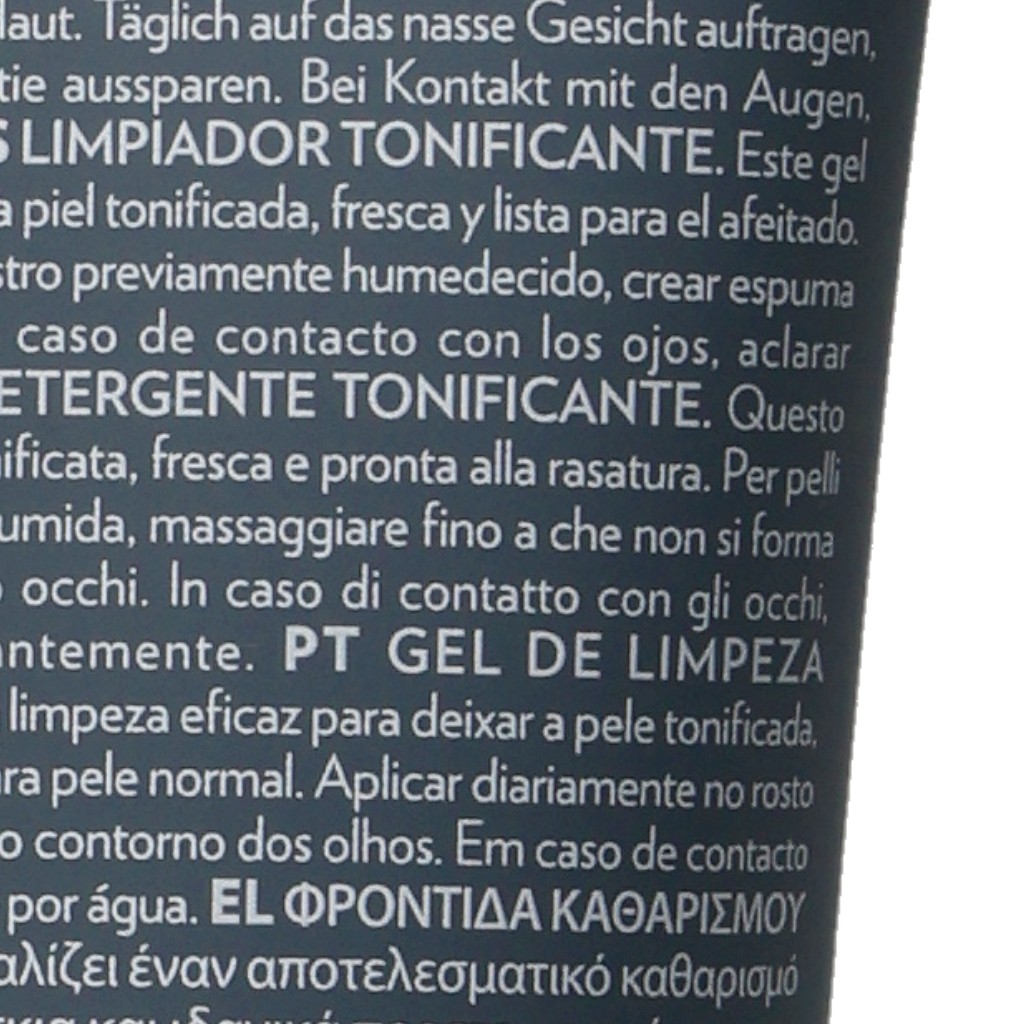 Haut. Täglich auf das nasse Gesicht auftragen,
tie aussparen. Bei Kontakt mit den Augen,
S LIMPIADOR TONIFICANTE. Este gel
a piel tonificada, fresca y lista para el afeitado.
stro previamente humedecido, crear espuma
caso de contacto con los ojos, aclarar
ETERGENTE TONIFICANTE. Questo
nificata, fresca e pronta alla rasatura. Per pelli
umida, massaggiare fino a che non si forma
o occhi. In caso di contatto con gli occhi,
antemente. PT GEL DE LIMPEZA
limpeza eficaz para deixar a pele tonificada,
ara pele normal. Aplicar diariamente no rosto
o contorno dos olhos. Em caso de contacto
por água. EL ΦΡΟΝΤΙΔΑ ΚΑΘΑΡΙΣΜΟΥ
αλίζει έναν αποτελεσματικό καθαρισμό